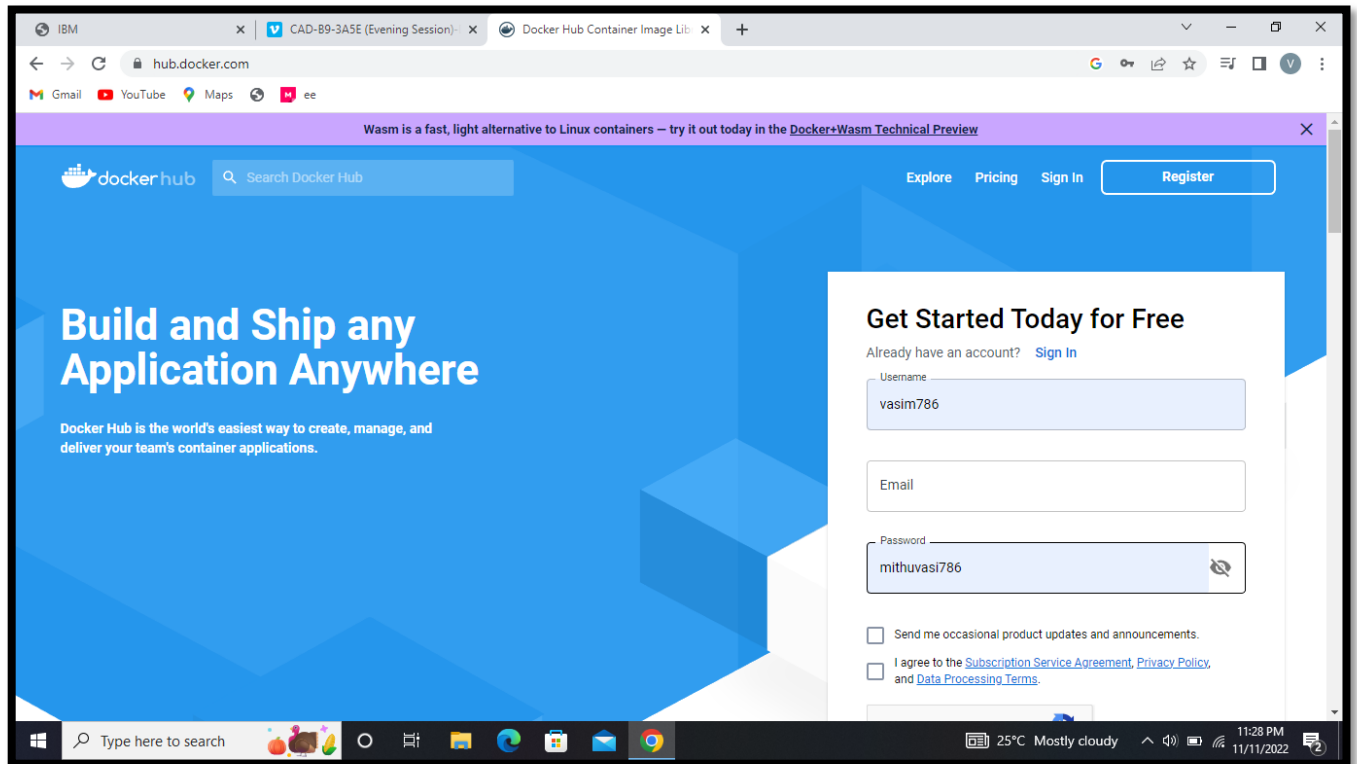 IBM
CAD-B9-3A5E (Evening Session)-
Docker Hub Container Image Lib
hub.docker.com
Gmail YouTube Maps ee
Wasm is a fast, light alternative to Linux containers — try it out today in the Docker+Wasm Technical Preview
dockerhub Search Docker Hub Explore Pricing Sign In Register
Build and Ship any
Application Anywhere
Docker Hub is the world's easiest way to create, manage, and
deliver your team's container applications.
Get Started Today for Free
Already have an account? Sign In
Username
vasim786
Email
Password
mithuvasi786
Send me occasional product updates and announcements.
I agree to the Subscription Service Agreement, Privacy Policy,
and Data Processing Terms.
Type here to search
25°C Mostly cloudy
11:28 PM
11/11/2022
2